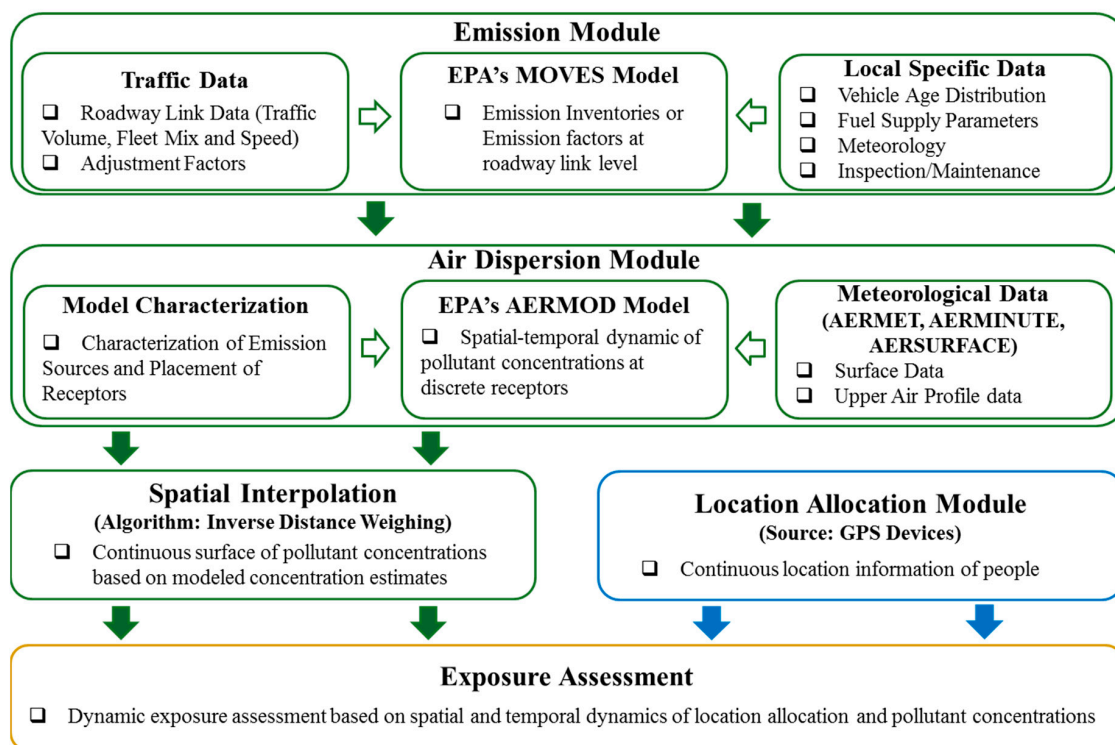 Emission Module
Traffic Data
❑ Roadway Link Data (Traffic
Volume, Fleet Mix and Speed)
❑ Adjustment Factors
EPA's MOVES Model
❑ Emission Inventories or
Emission factors at
roadway link level
Local Specific Data
❑ Vehicle Age Distribution
❑ Fuel Supply Parameters
❑ Meteorology
❑ Inspection/Maintenance
Air Dispersion Module
Model Characterization
❑ Characterization of Emission
Sources and Placement of
Receptors
EPA's AERMOD Model
❑ Spatial-temporal dynamic of
pollutant concentrations at
discrete receptors
Meteorological Data
(AERMET, AERMINUTE,
AERSURFACE)
❑ Surface Data
❑ Upper Air Profile data
Spatial Interpolation
(Algorithm: Inverse Distance Weighing)
❑ Continuous surface of pollutant concentrations
based on modeled concentration estimates
Location Allocation Module
(Source: GPS Devices)
❑ Continuous location information of people
Exposure Assessment
❑ Dynamic exposure assessment based on spatial and temporal dynamics of location allocation and pollutant concentrations